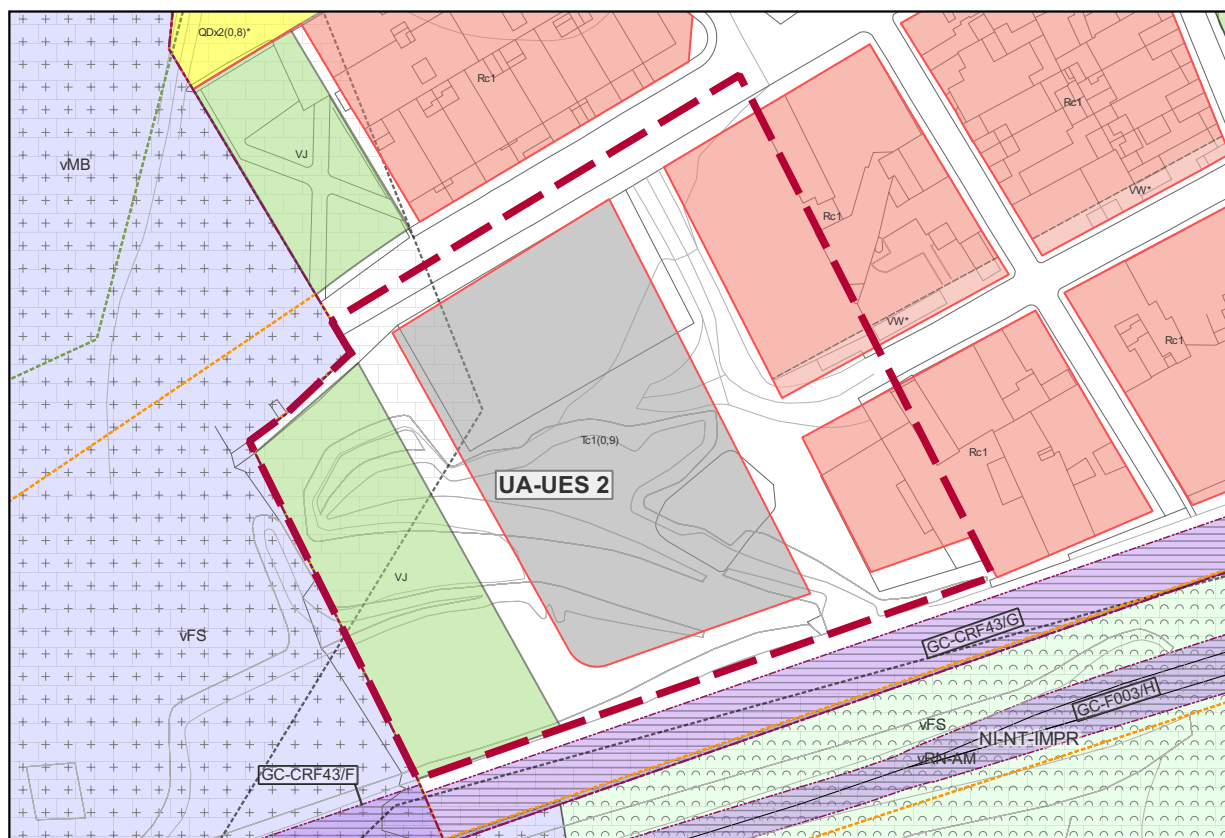 QDx2(0,8)*
Rc1
Rc1
VJ
vMB
VW*
Rc1
VW*
Rc1
Tc1(0,9)
Rc1
UA-UES 2
VJ
vFS
GC-CRF43/G
GC-F003/H
vFS
NI-NT-IMPR
vRN-AM
GC-CRF43/F